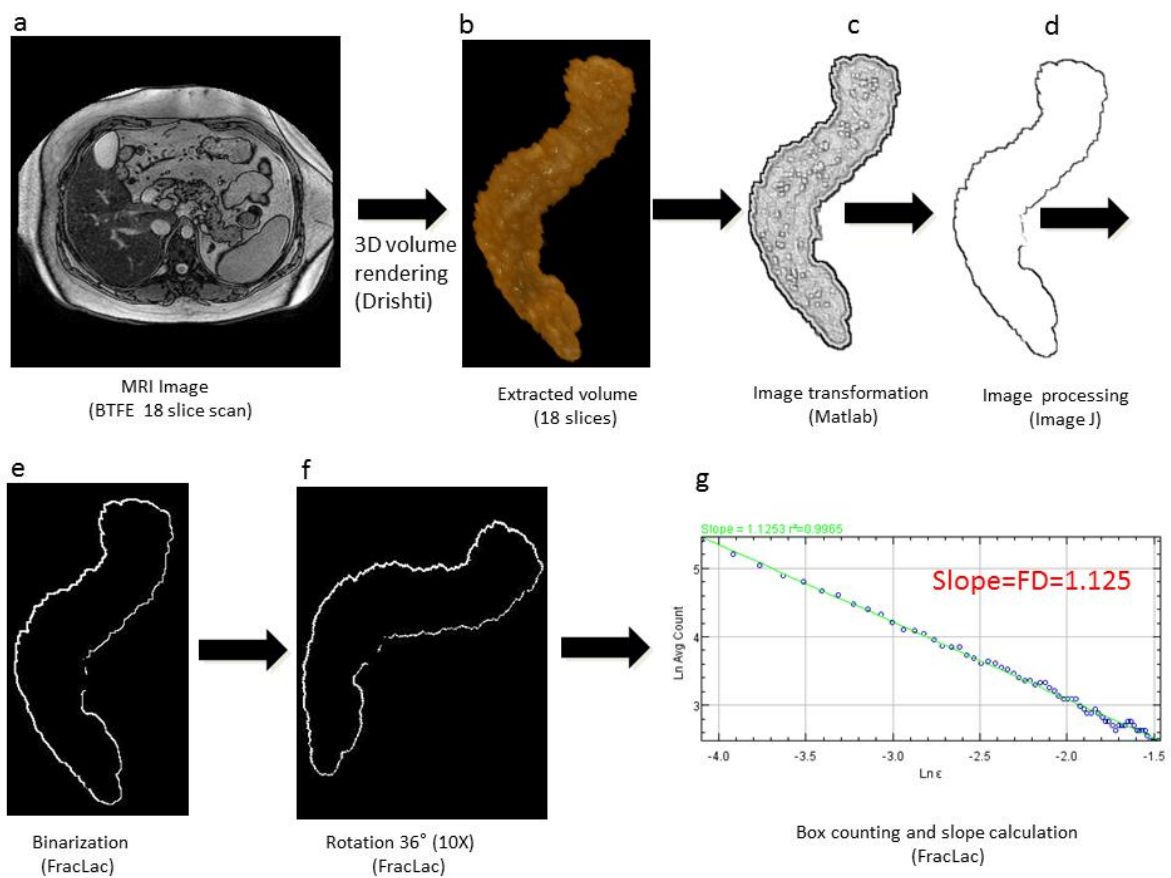 a
b
c
d
3D volume
rendering
(Drishti)
MRI Image
(BTFE 18 slice scan)
Extracted volume
(18 slices)
Image transformation
(Matlab)
Image processing
(Image J)
e
f
g
Slope = 1.1253 r²=0.9965
Slope=FD=1.125
Ln Avg Count
5
4
3
-4.0 -3.5 -3.0 -2.5 -2.0 -1.5
Ln ε
Binarization
(FracLac)
Rotation 36° (10X)
(FracLac)
Box counting and slope calculation
(FracLac)